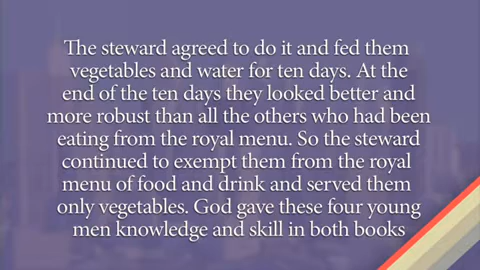 The steward agreed to do it and fed them
vegetables and water for ten days. At the
end of the ten days they looked better and
more robust than all the others who had been
eating from the royal menu. So the steward
continued to exempt them from the royal
menu of food and drink and served them
only vegetables. God gave these four young
men knowledge and skill in both books